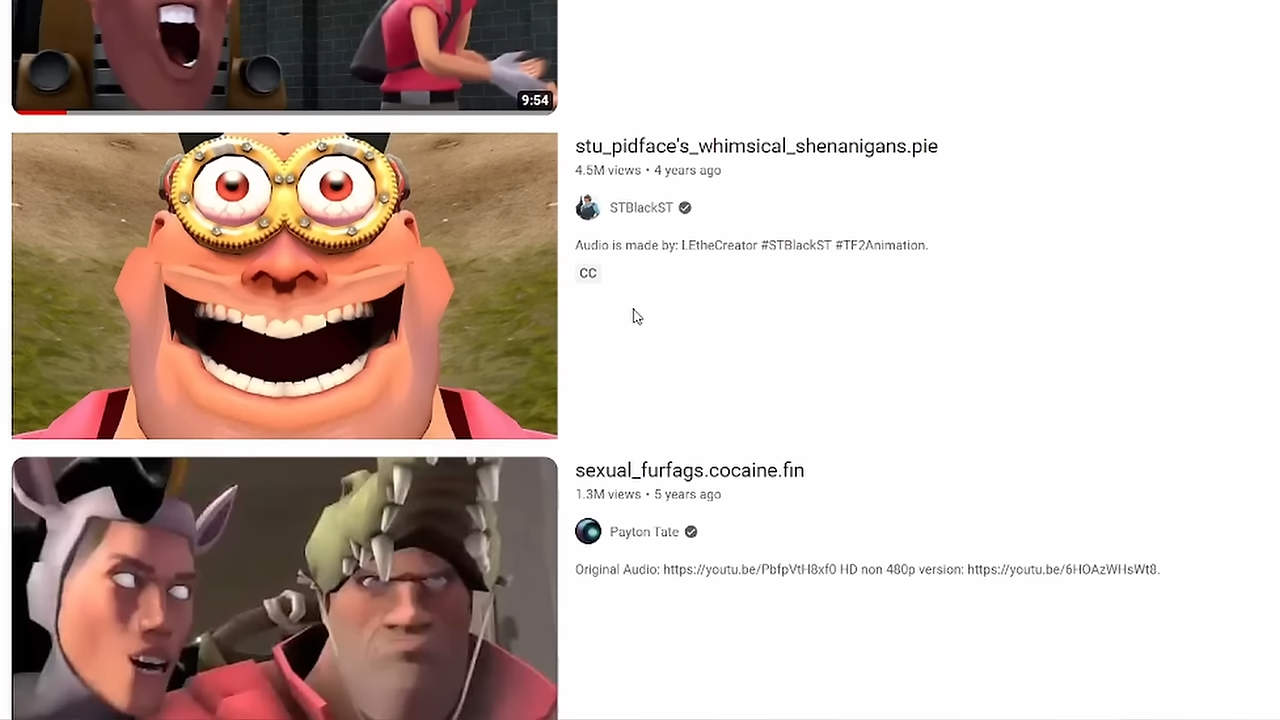 9:54
stu_pidface's_whimsical_shenanigans.pie
4.5M views • 4 years ago
STBlackST
Audio is made by: LEtheCreator #STBlackST #TF2Animation.
CC
sexual_furfags.cocaine.fin
1.3M views • 5 years ago
Payton Tate
Original Audio: https://youtu.be/PbfpVtH8xf0 HD non 480p version: https://youtu.be/6HOAzWHsWt8.